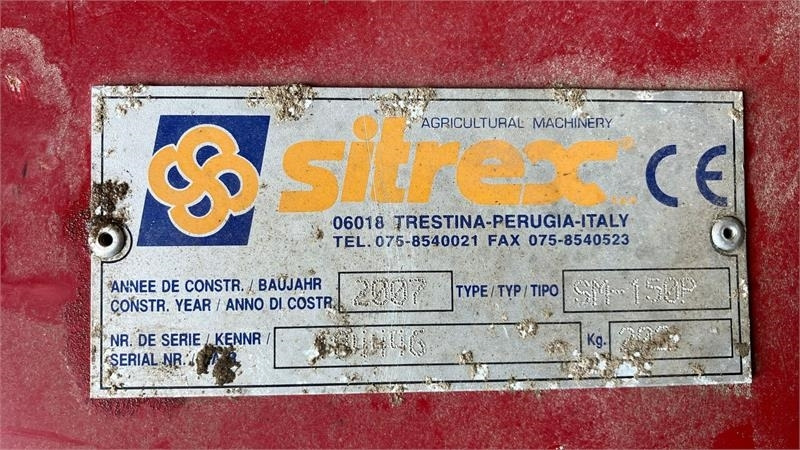 AGRICULTURAL MACHINERY
sitrex
CE
06018 TRESTINA-PERUGIA-ITALY
TEL. 075-8540021 FAX 075-8540523
ANNEE DE CONSTR. / BAUJAHR
CONSTR. YEAR / ANNO DI COSTR. 2007 TYPE / TYP / TIPO SM-150P
NR. DE SERIE / KENNR /
SERIAL NR. Kg.